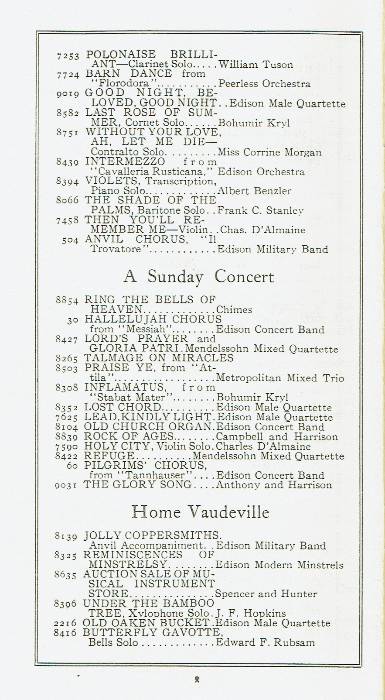 7253 POLONAISE BRILLI-
ANT—Clarinet Solo.....William Tuson
7724 BARN DANCE from
"Florodora"...........Peerless Orchestra
9019 GOOD NIGHT, BE-
LOVED, GOOD NIGHT..Edison Male Quartette
8582 LAST ROSE OF SUM-
MER, Cornet Solo......Bohumir Kryl
8751 WITHOUT YOUR LOVE,
AH, LET ME DIE—
Contralto Solo.........Miss Corrine Morgan
8430 INTERMEZZO from
"Cavalleria Rusticana," Edison Orchestra
8394 VIOLETS, Transcription,
Piano Solo.............Albert Benzler
8066 THE SHADE OF THE
PALMS, Baritone Solo..Frank C. Stanley
7458 THEN YOU'LL RE-
MEMBER ME—Violin..Chas. D'Almaine
504 ANVIL CHORUS, "Il
Trovatore"............Edison Military Band
A Sunday Concert
8854 RING THE BELLS OF
HEAVEN.............Chimes
30 HALLELUJAH CHORUS
from "Messiah".......Edison Concert Band
8427 LORD'S PRAYER and
GLORIA PATRI. Mendelssohn Mixed Quartette
8265 TALMAGE ON MIRACLES
8503 PRAISE YE, from "At-
tila"..................Metropolitan Mixed Trio
8308 INFLAMATUS, from
"Stabat Mater".......Bohumir Kryl
8352 LOST CHORD..........Edison Male Quartette
7625 LEAD, KINDLY LIGHT.Edison Male Quartette
8104 OLD CHURCH ORGAN.Edison Concert Band
8839 ROCK OF AGES.......Campbell and Harrison
7590 HOLY CITY, Violin Solo.Charles D'Almaine
8422 REFUGE..........Mendelssohn Mixed Quartette
60 PILGRIMS' CHORUS,
from "Tannhauser"....Edison Concert Band
9031 THE GLORY SONG....Anthony and Harrison
Home Vaudeville
8139 JOLLY COPPERSMITHS.
Anvil Accompaniment..Edison Military Band
8325 REMINISCENCES OF
MINSTRELSY........Edison Modern Minstrels
8635 AUCTION SALE OF MU-
SICAL INSTRUMENT
STORE...............Spencer and Hunter
8396 UNDER THE BAMBOO
TREE, Xylophone Solo.J. F. Hopkins
2216 OLD OAKEN BUCKET.Edison Male Quartette
8416 BUTTERFLY GAVOTTE,
Bells Solo.............Edward F. Rubsam